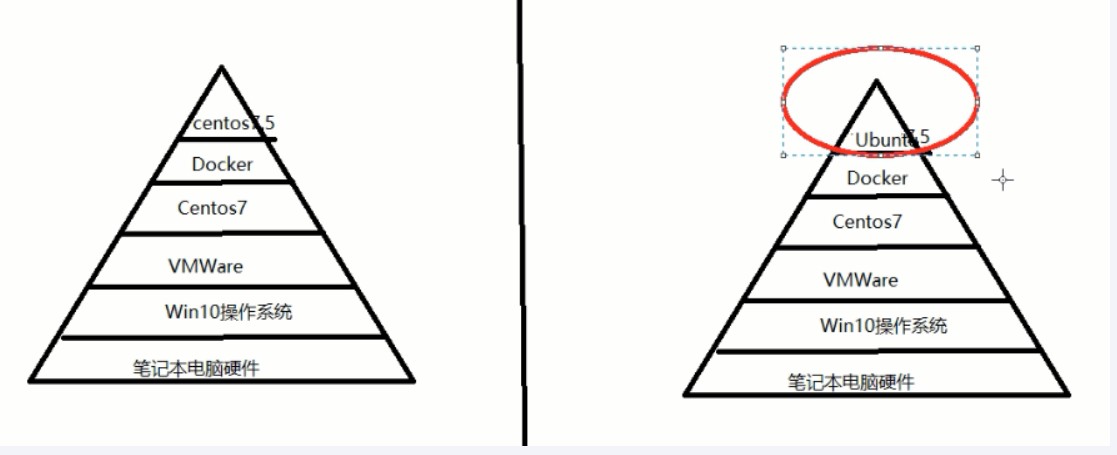 centos7.5
Docker
Centos7
VMWare
Win10操作系统
笔记本电脑硬件
Ubuntu7.5
Docker
Centos7
VMWare
Win10操作系统
笔记本电脑硬件